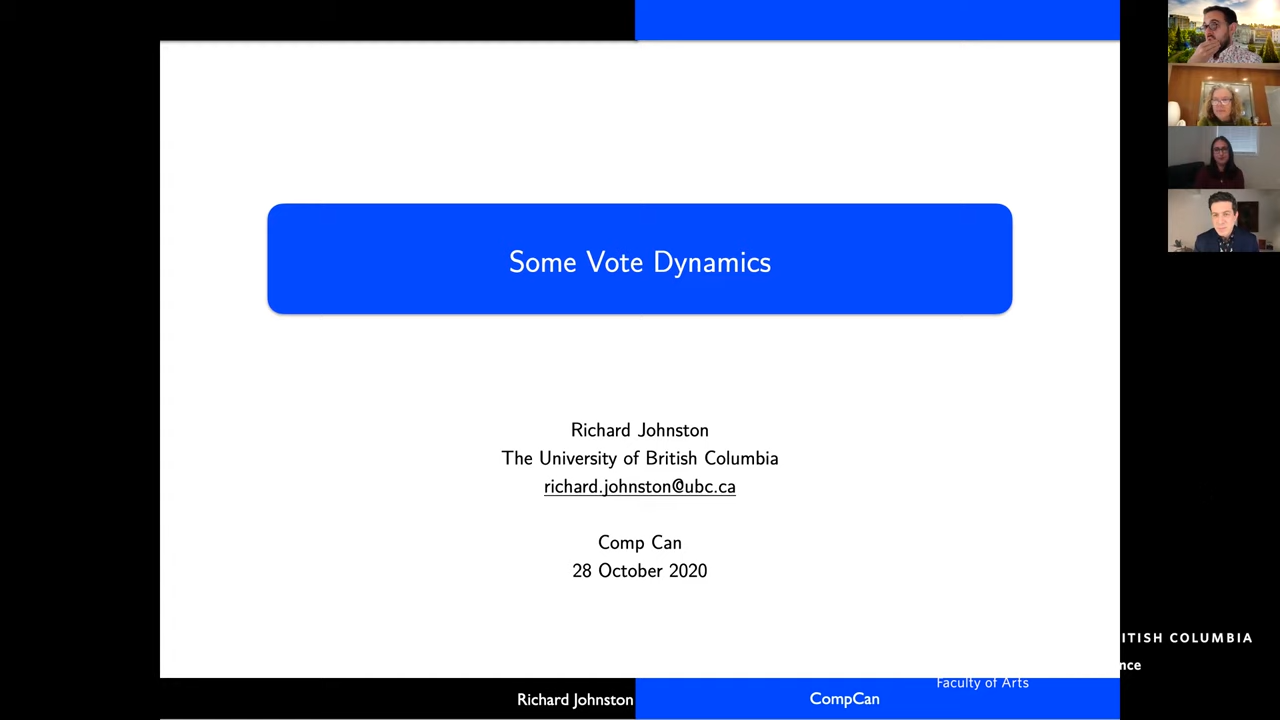 Some Vote Dynamics
Richard Johnston
The University of British Columbia
richard.johnston@ubc.ca
Comp Can
28 October 2020
ITISH COLUMBIA
nce
Faculty of Arts
Richard Johnston
CompCan